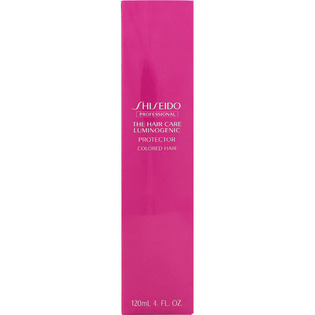 SHISEIDO
[ PROFESSIONAL ]
THE HAIR CARE
LUMINOGENIC
PROTECTOR
COLORED HAIR
120mL 4. FL. OZ.